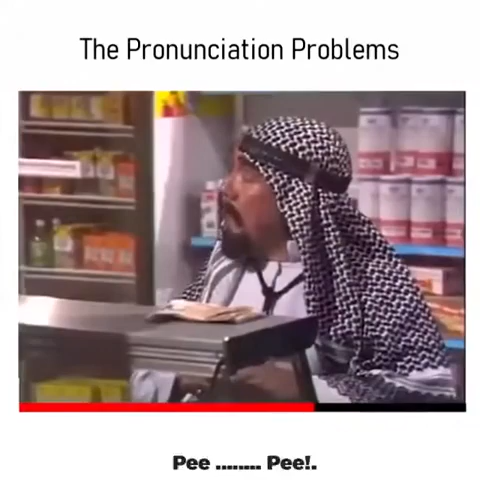 The Pronunciation Problems
Pee ........ Pee!.